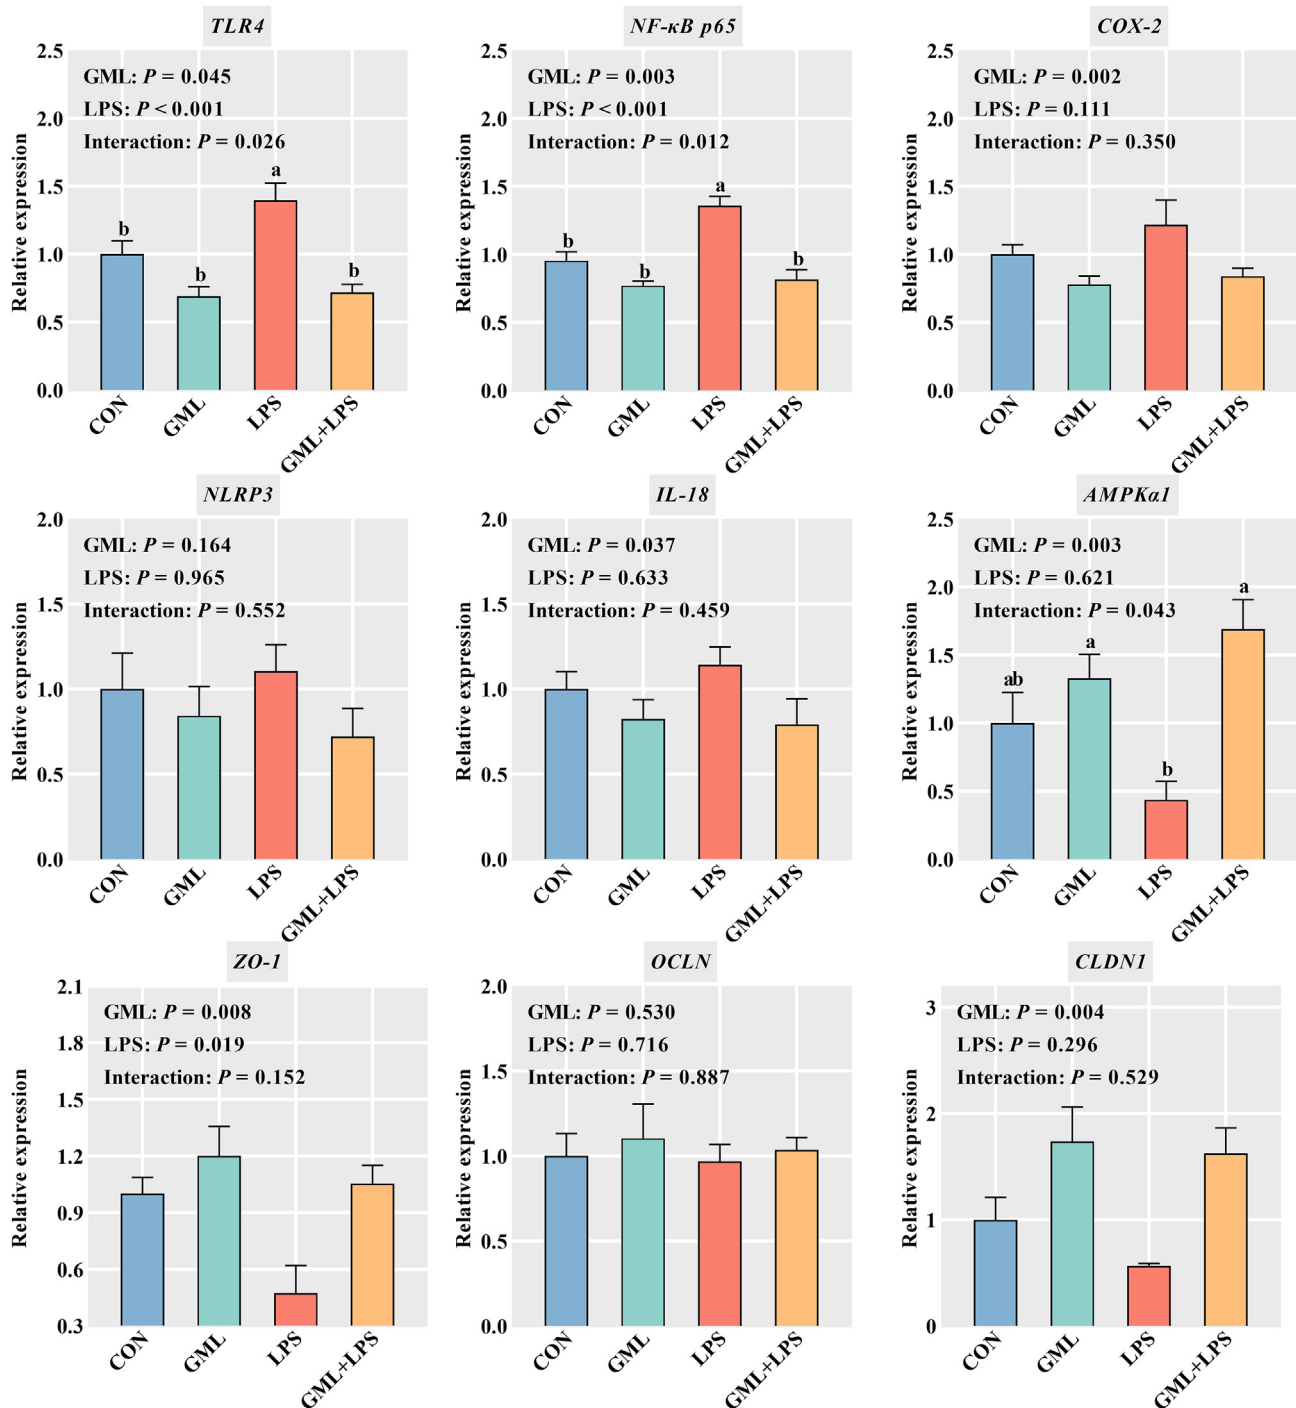 TLR4
2.5
2.0
1.5
1.0
0.5
0.0
Relative expression
GML: P = 0.045
LPS: P < 0.001
Interaction: P = 0.026
b
b
a
b
CON
GML
LPS
GML+LPS
NF-κB p65
2.5
2.0
1.5
1.0
0.5
0.0
Relative expression
GML: P = 0.003
LPS: P < 0.001
Interaction: P = 0.012
b
b
a
b
CON
GML
LPS
GML+LPS
COX-2
2.5
2.0
1.5
1.0
0.5
0.0
Relative expression
GML: P = 0.002
LPS: P = 0.111
Interaction: P = 0.350
CON
GML
LPS
GML+LPS
NLRP3
2.0
1.5
1.0
0.5
0.0
Relative expression
GML: P = 0.164
LPS: P = 0.965
Interaction: P = 0.552
CON
GML
LPS
GML+LPS
IL-18
2.0
1.5
1.0
0.5
0.0
Relative expression
GML: P = 0.037
LPS: P = 0.633
Interaction: P = 0.459
CON
GML
LPS
GML+LPS
AMPKα1
2.5
2.0
1.5
1.0
0.5
0.0
Relative expression
GML: P = 0.003
LPS: P = 0.621
Interaction: P = 0.043
ab
a
b
a
CON
GML
LPS
GML+LPS
ZO-1
2.1
1.8
1.5
1.2
0.9
0.6
0.3
Relative expression
GML: P = 0.008
LPS: P = 0.019
Interaction: P = 0.152
CON
GML
LPS
GML+LPS
OCLN
2.0
1.5
1.0
0.5
0.0
Relative expression
GML: P = 0.530
LPS: P = 0.716
Interaction: P = 0.887
CON
GML
LPS
GML+LPS
CLDN1
3
2
1
0
Relative expression
GML: P = 0.004
LPS: P = 0.296
Interaction: P = 0.529
CON
GML
LPS
GML+LPS